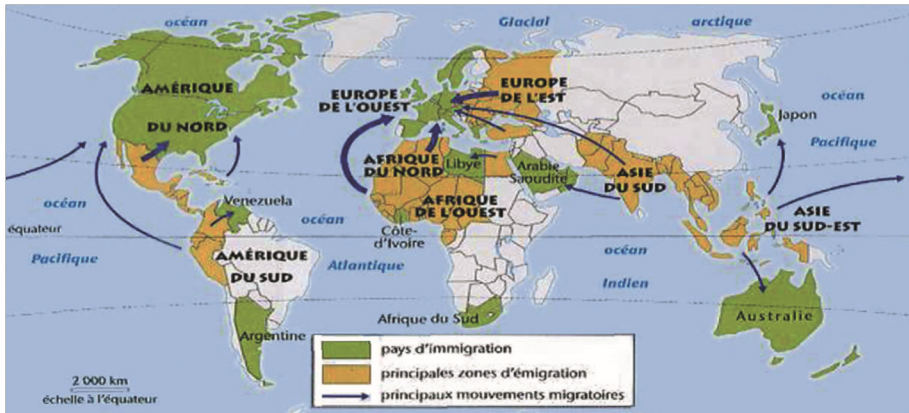 océan
Glacial
arctique
AMÉRIQUE
DU NORD
EUROPE
DE L'OUEST
EUROPE
DE L'EST
océan
Pacifique
Japon
AFRIQUE
DU NORD
Libye
Arabie
Saoudite
ASIE
DU SUD
AFRIQUE
DE L'OUEST
océan
Pacifique
équateur
Venezuela
océan
Atlantique
Côte-
d'Ivoire
ASIE
DU SUD-EST
AMÉRIQUE
DU SUD
océan
Indien
Argentine
Afrique du Sud
Australie
pays d'immigration
principales zones d'émigration
principaux mouvements migratoires
2 000 km
échelle à l'équateur